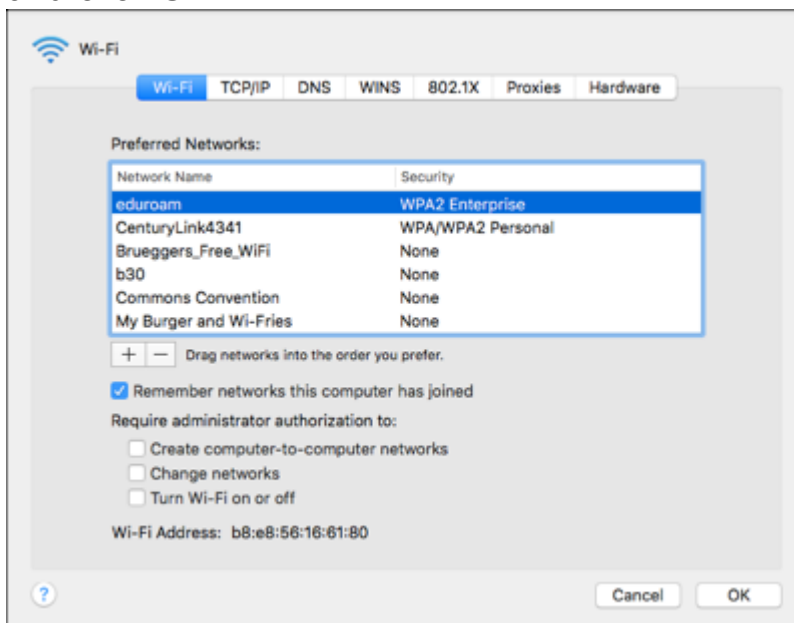 Wi-Fi
Wi-Fi TCP/IP DNS WINS 802.1X Proxies Hardware
Preferred Networks:
Network Name Security
eduroam WPA2 Enterprise
CenturyLink4341 WPA/WPA2 Personal
Brueggers_Free_WiFi None
b30 None
Commons Convention None
My Burger and Wi-Fries None
+ − Drag networks into the order you prefer.
Remember networks this computer has joined
Require administrator authorization to:
Create computer-to-computer networks
Change networks
Turn Wi-Fi on or off
Wi-Fi Address: b8:e8:56:16:61:80
? Cancel OK